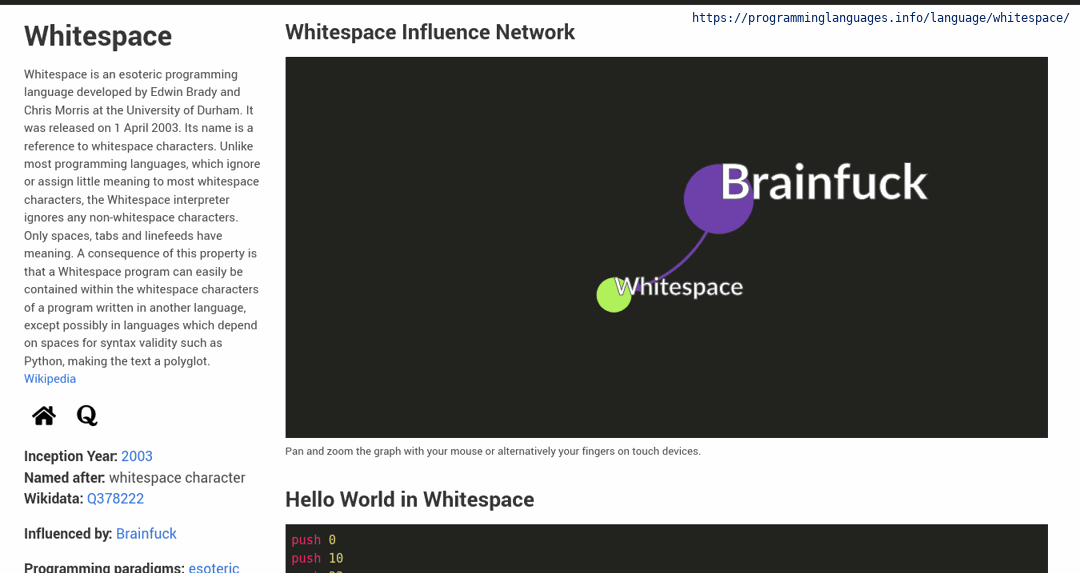 https://programminglanguages.info/language/whitespace/
Whitespace
Whitespace is an esoteric programming
language developed by Edwin Brady and
Chris Morris at the University of Durham. It
was released on 1 April 2003. Its name is a
reference to whitespace characters. Unlike
most programming languages, which ignore
or assign little meaning to most whitespace
characters, the Whitespace interpreter
ignores any non-whitespace characters.
Only spaces, tabs and linefeeds have
meaning. A consequence of this property is
that a Whitespace program can easily be
contained within the whitespace characters
of a program written in another language,
except possibly in languages which depend
on spaces for syntax validity such as
Python, making the text a polyglot.
Wikipedia
Q
Inception Year: 2003
Named after: whitespace character
Wikidata: Q378222
Influenced by: Brainfuck
Programming paradigms: esoteric
Whitespace Influence Network
Brainfuck
Whitespace
Pan and zoom the graph with your mouse or alternatively your fingers on touch devices.
Hello World in Whitespace
push 0
push 10